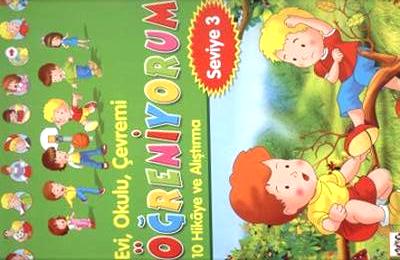 Evi, Okulu, Çevremi
ÖĞRENİYORUM
10 Hikâye ve Alıştırma
Seviye 3